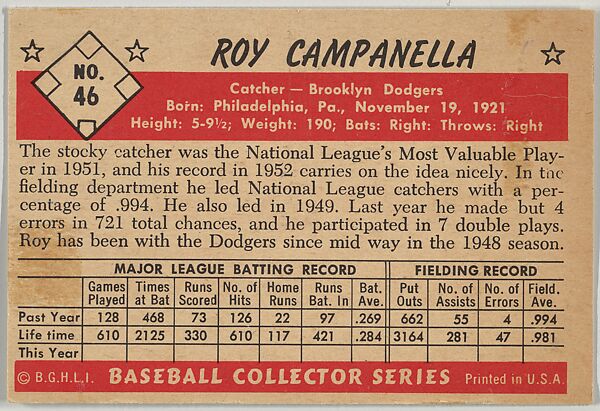 ROY CAMPANELLA
NO.
46
Catcher — Brooklyn Dodgers
Born: Philadelphia, Pa., November 19, 1921
Height: 5-9½; Weight: 190; Bats: Right; Throws: Right
The stocky catcher was the National League's Most Valuable Play-
er in 1951, and his record in 1952 carries on the idea nicely. In the
fielding department he led National League catchers with a per-
centage of .994. He also led in 1949. Last year he made but 4
errors in 721 total chances, and he participated in 7 double plays.
Roy has been with the Dodgers since mid way in the 1948 season.
MAJOR LEAGUE BATTING RECORD FIELDING RECORD
Games Times Runs No. of Home Runs Bat. Put No. of No. of Field.
Played at Bat Scored Hits Runs Bat. In Ave. Outs Assists Errors Ave.
Past Year 128 468 73 126 22 97 .269 662 55 4 .994
Life time 610 2125 330 610 117 421 .284 3164 281 47 .981
This Year
© B.G.H.L.I. BASEBALL COLLECTOR SERIES Printed in U.S.A.